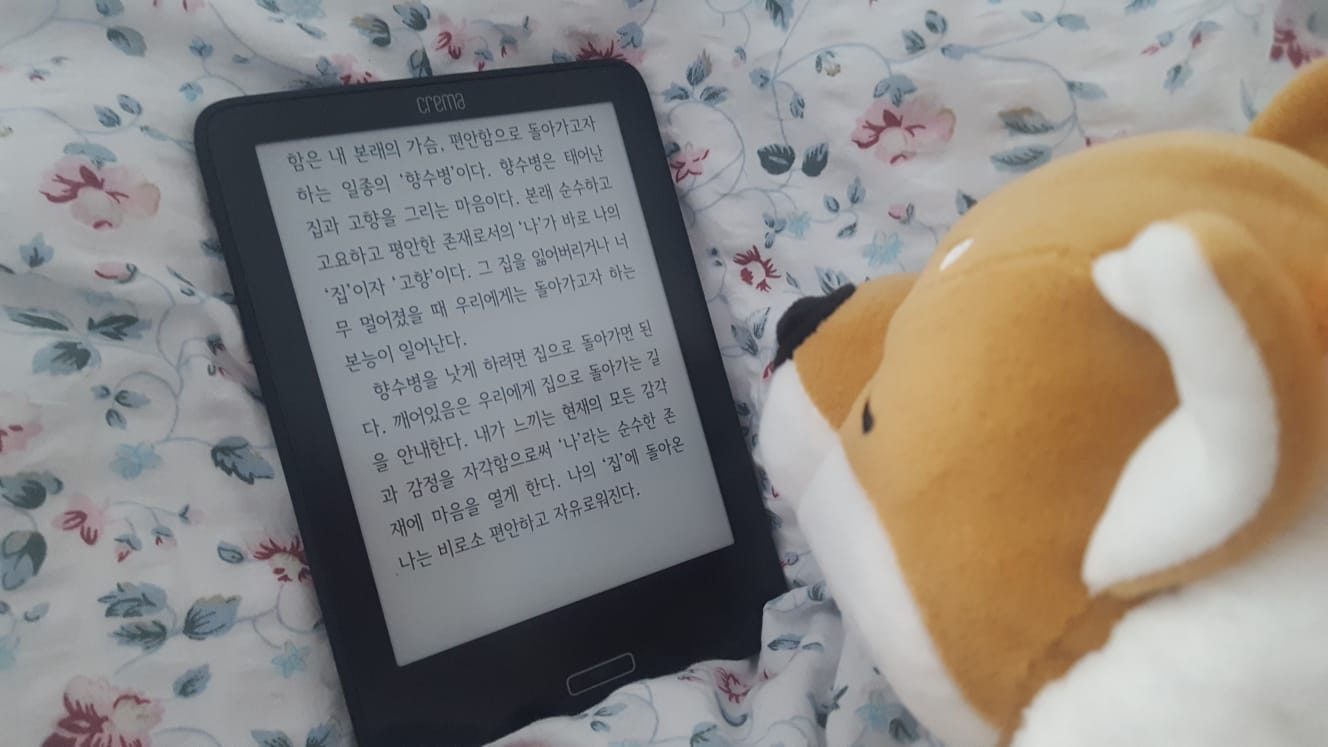 crema
함은 내 본래의 가슴, 편안함으로 돌아가고자
하는 일종의 ‘향수병’이다. 향수병은 태어난
집과 고향을 그리는 마음이다. 본래 순수하고
고요하고 평안한 존재로서의 ‘나’가 바로 나의
‘집’이자 ‘고향’이다. 그 집을 잃어버리거나 너
무 멀어졌을 때 우리에게는 돌아가고자 하는
본능이 일어난다.
향수병을 낫게 하려면 집으로 돌아가면 된
다. 깨어있음은 우리에게 집으로 돌아가는 길
을 안내한다. 내가 느끼는 현재의 모든 감각
과 감정을 자각함으로써 ‘나’라는 순수한 존
재에 마음을 열게 한다. 나의 ‘집’에 돌아온
나는 비로소 편안하고 자유로워진다.